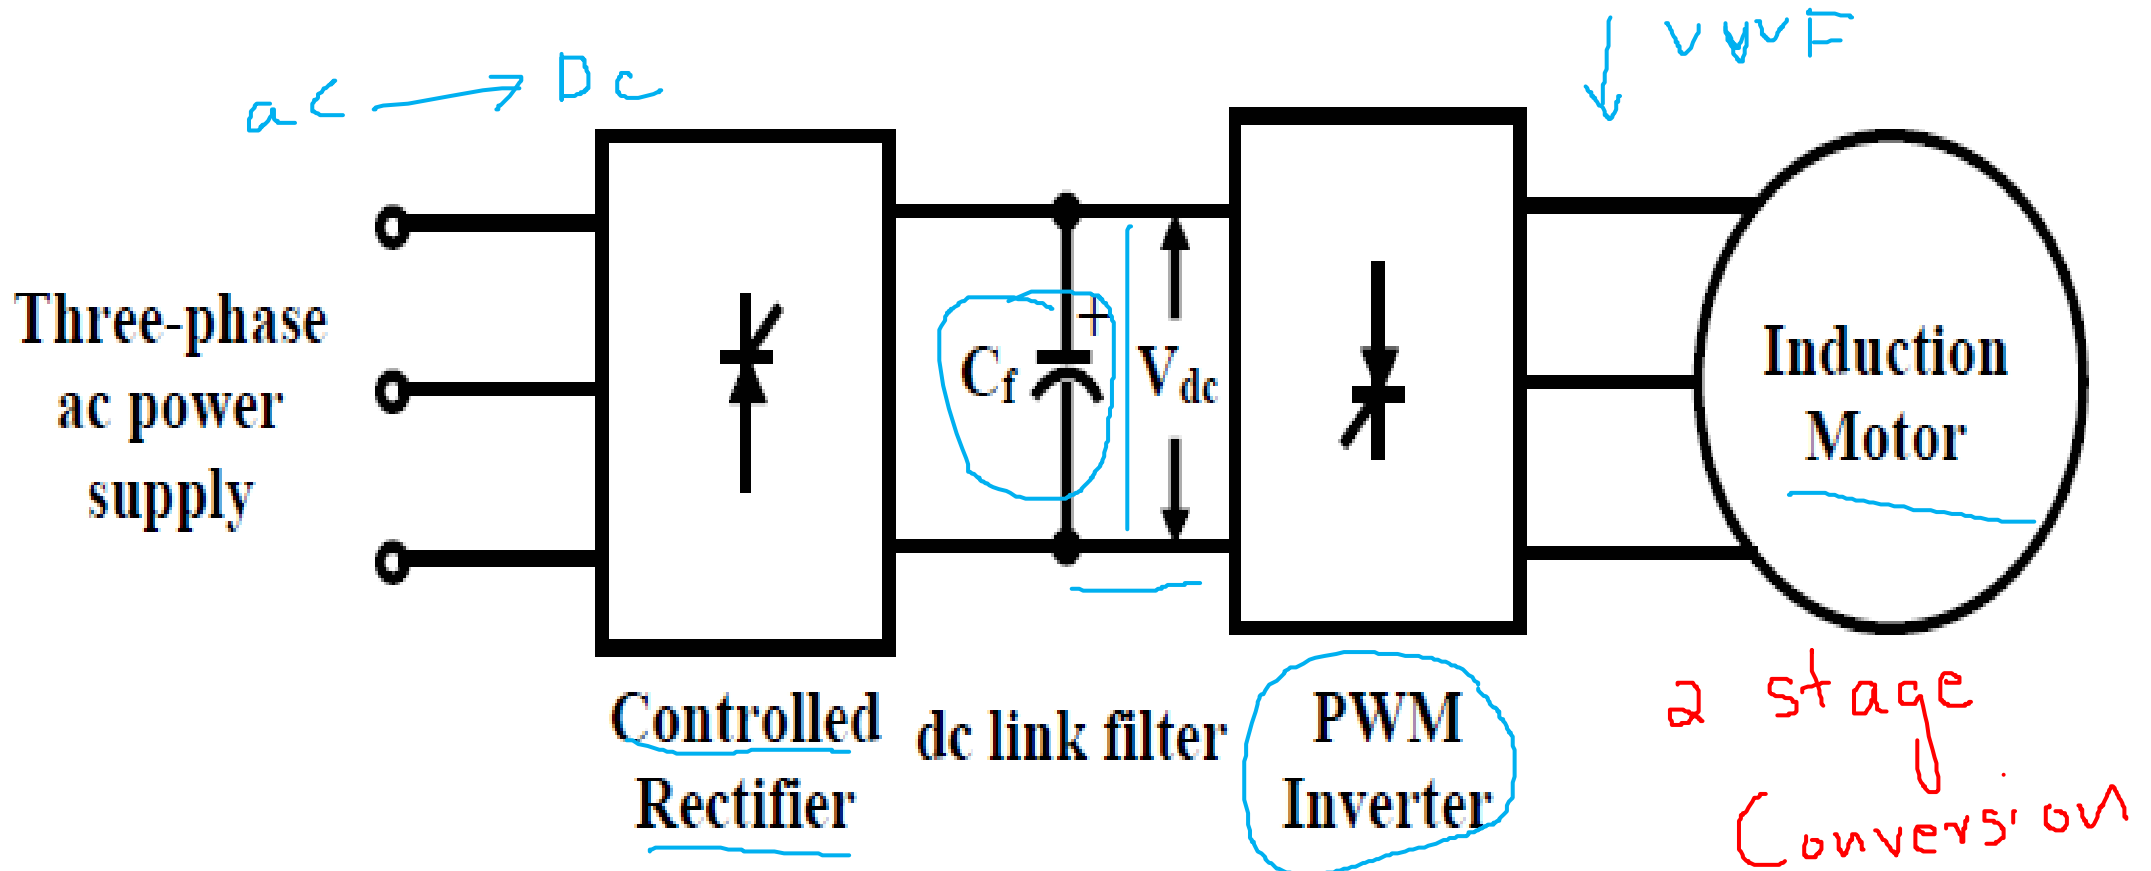 ac → Dc
VVVF
Three-phase
ac power
supply
+
Cf
Vdc
Induction
Motor
Controlled
Rectifier
dc link filter
PWM
Inverter
2 stage
Conversion